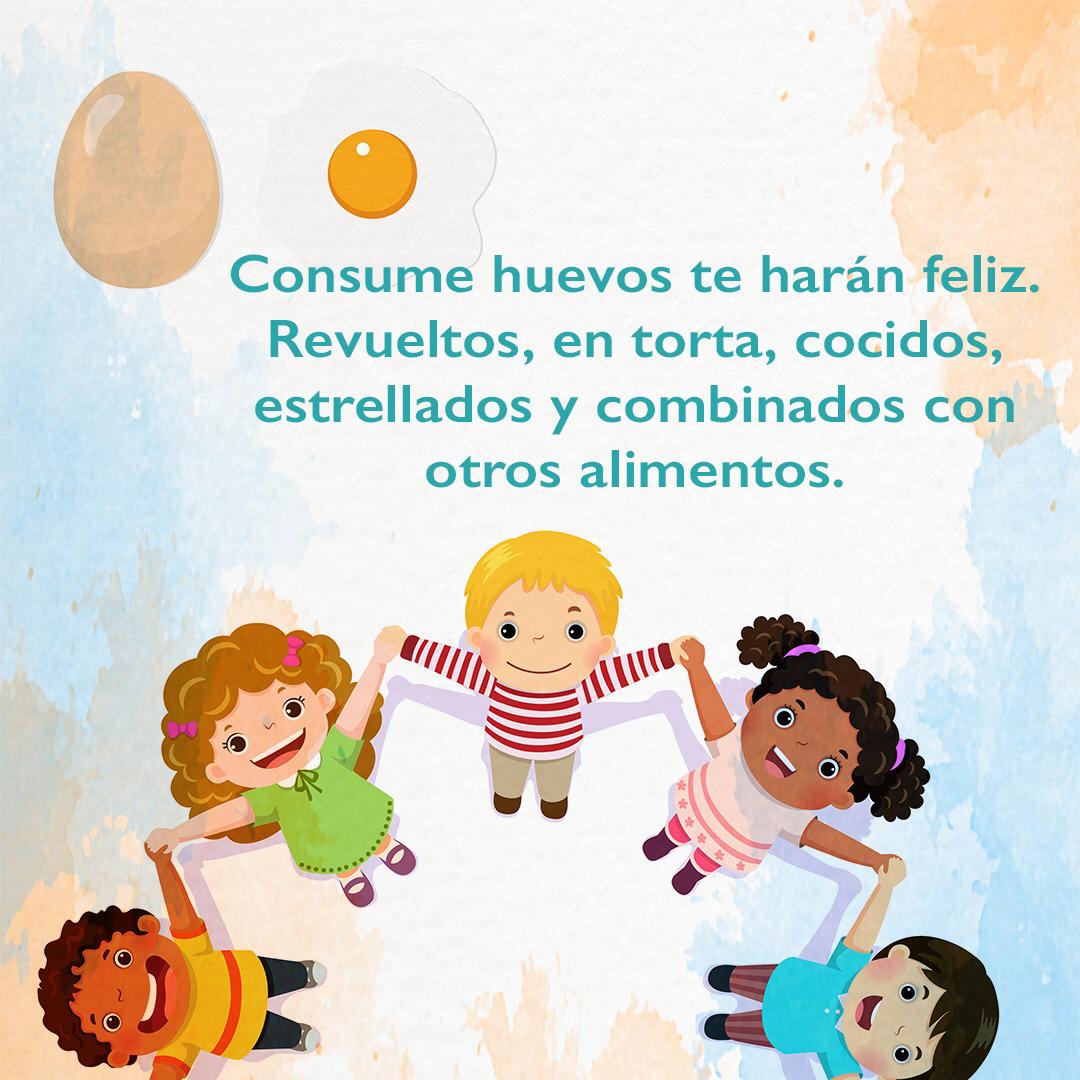 Consume huevos te harán feliz.
Revueltos, en torta, cocidos,
estrellados y combinados con
otros alimentos.